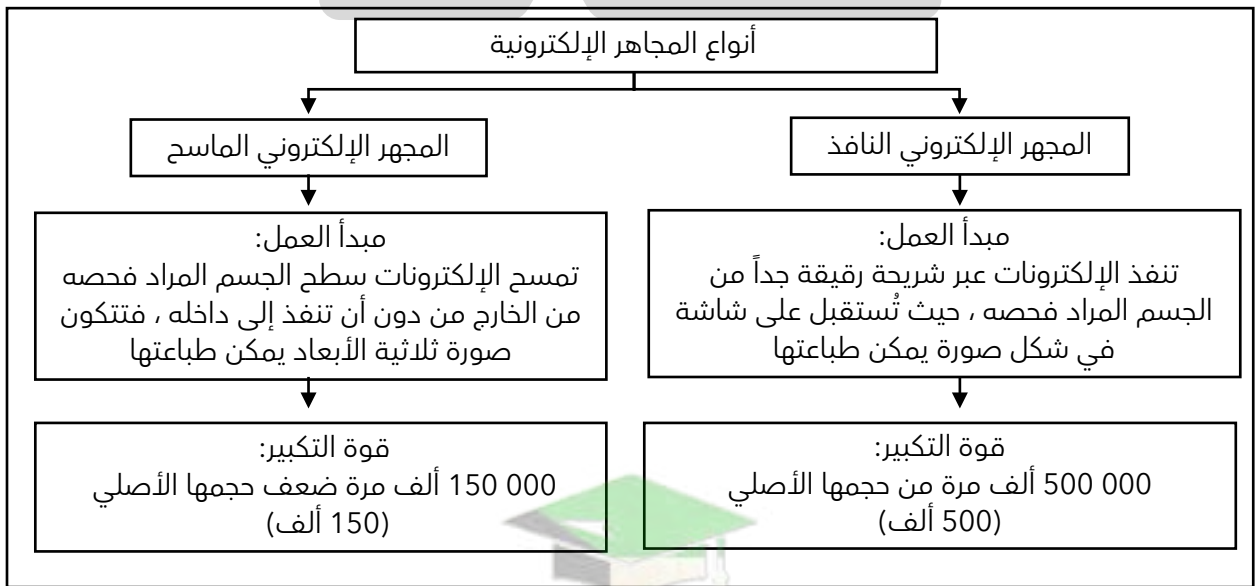 أنواع المجاهر الإلكترونية
المجهر الإلكتروني النافذ
المجهر الإلكتروني الماسح
مبدأ العمل:
تنفذ الإلكترونات عبر شريحة رقيقة جداً من
الجسم المراد فحصه ، حيث تُستقبل على شاشة
في شكل صورة يمكن طباعتها
مبدأ العمل:
تمسح الإلكترونات سطح الجسم المراد فحصه
من الخارج من دون أن تنفذ إلى داخله ، فتتكون
صورة ثلاثية الأبعاد يمكن طباعتها
قوة التكبير:
500 000 ألف مرة من حجمها الأصلي
(500 ألف)
قوة التكبير:
150 000 ألف مرة ضعف حجمها الأصلي
(150 ألف)